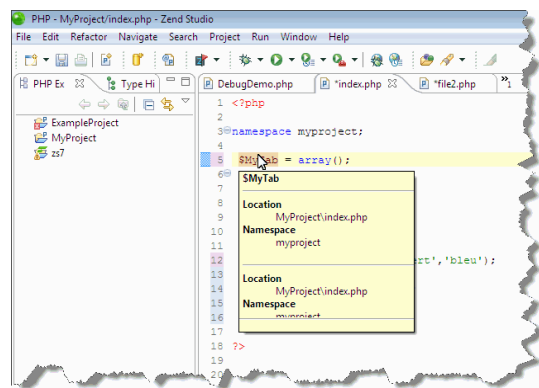 PHP - MyProject/index.php - Zend Studio
File Edit Refactor Navigate Search Project Run Window Help
PHP Ex Type Hi DebugDemo.php *index.php *file2.php »1
ExampleProject
MyProject
zs7
1 <?php
2
3 namespace myproject;
4
5 $MyTab = array();
6
7
8
9
10
11
12 ert','bleu');
13
14
15
16
17
18 ?>
19
20
$MyTab
Location
MyProject\index.php
Namespace
myproject
Location
MyProject\index.php
Namespace
myproject